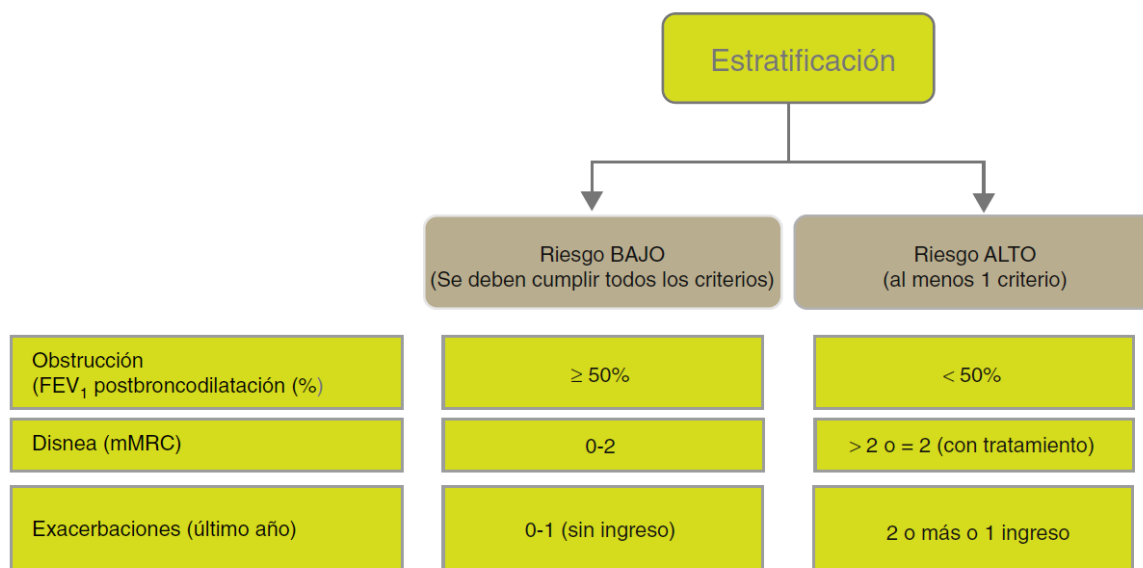 Estratificación
Riesgo BAJO
(Se deben cumplir todos los criterios)
Riesgo ALTO
(al menos 1 criterio)
Obstrucción
(FEV₁ postbroncodilatación (%)
≥ 50%
< 50%
Disnea (mMRC)
0-2
> 2 o = 2 (con tratamiento)
Exacerbaciones (último año)
0-1 (sin ingreso)
2 o más o 1 ingreso